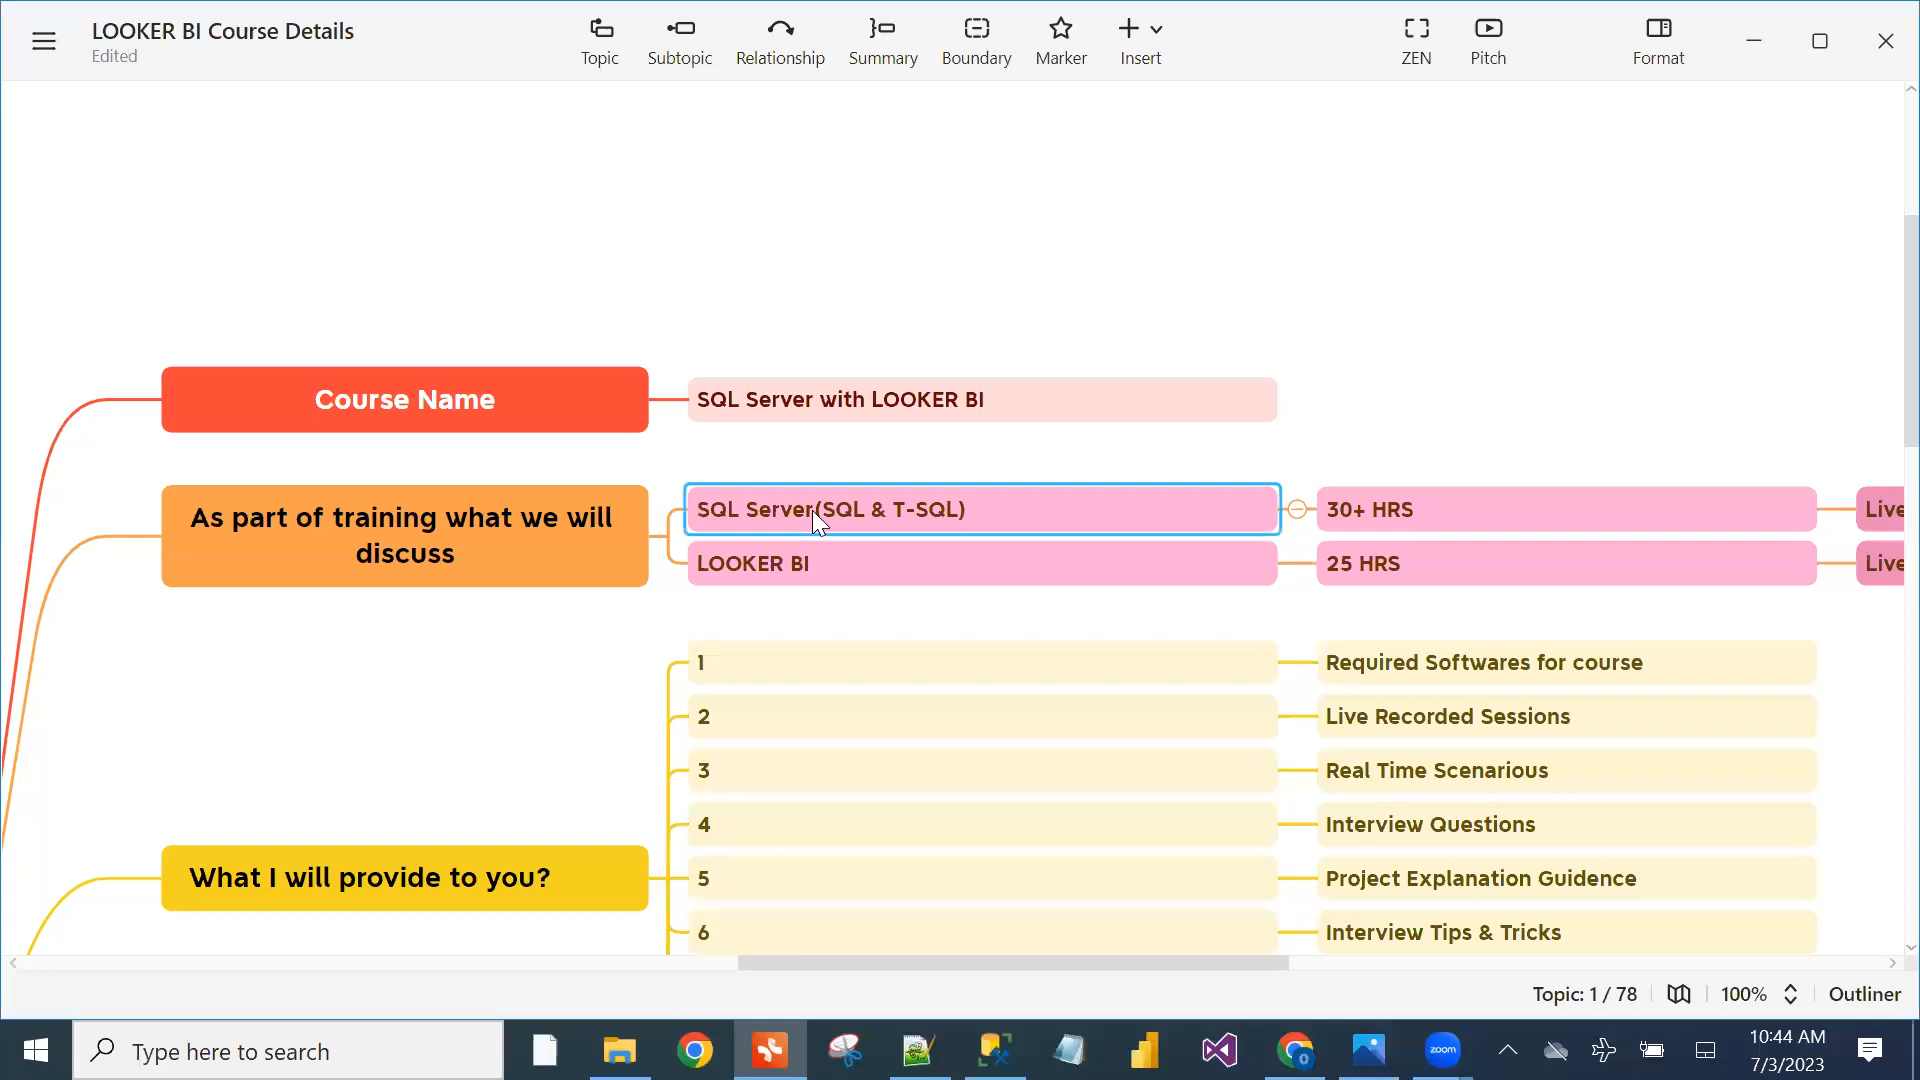 LOOKER BI Course Details
Edited
Topic
Subtopic
Relationship
Summary
Boundary
Marker
Insert
ZEN
Pitch
Format
Course Name
SQL Server with LOOKER BI
As part of training what we will
discuss
SQL Server(SQL & T-SQL)
30+ HRS
Live
LOOKER BI
25 HRS
Live
What I will provide to you?
1
Required Softwares for course
2
Live Recorded Sessions
3
Real Time Scenarious
4
Interview Questions
5
Project Explanation Guidence
6
Interview Tips & Tricks
Topic: 1 / 78
100%
Outliner
Type here to search
zoom
10:44 AM
7/3/2023